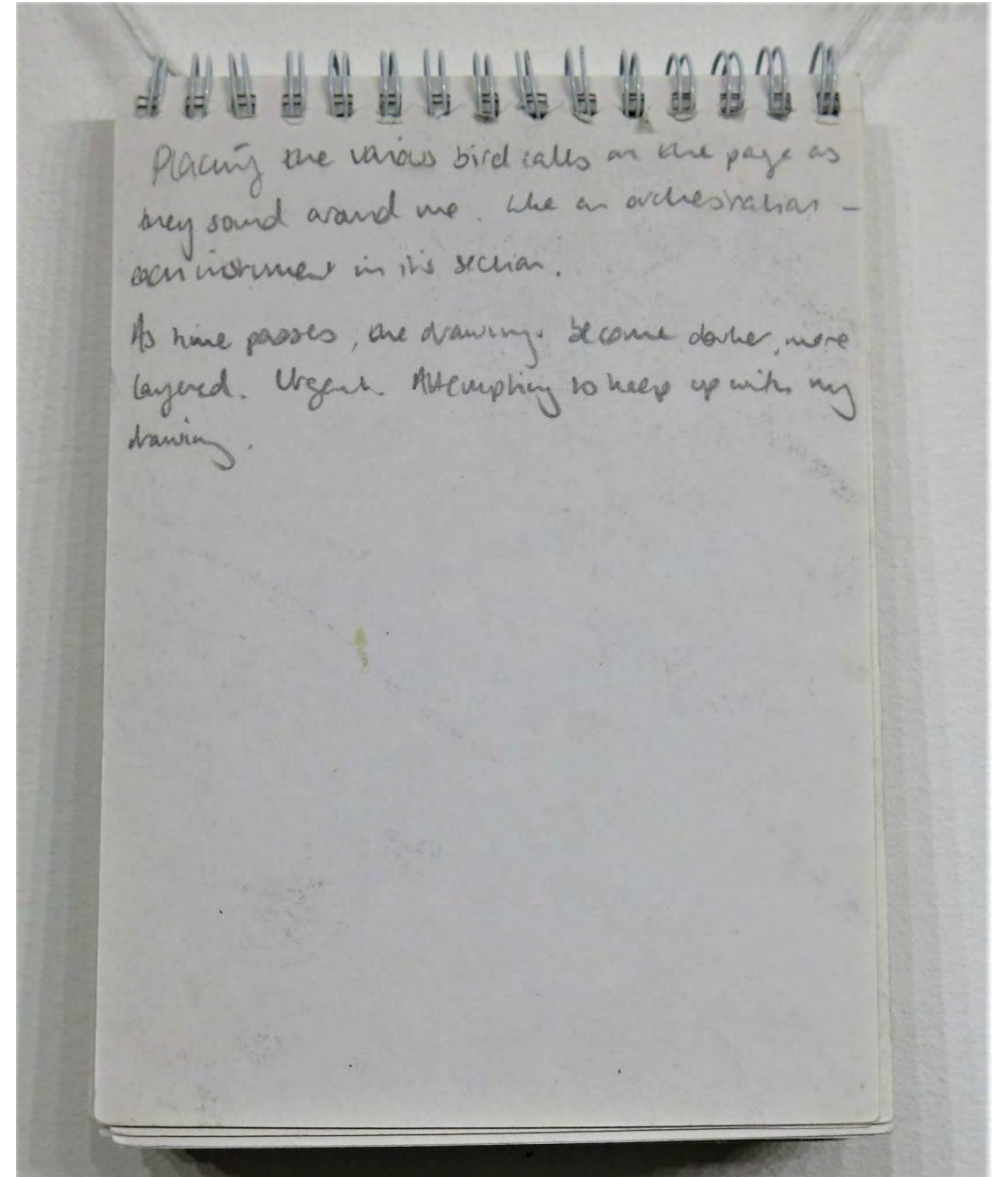 Placing the various bird calls on the page as
they sound around me. Like an orchestration –
each instrument in its section.
As time passes, the drawings become darker, more
layered. Urgent. Attempting to keep up with my
drawing.